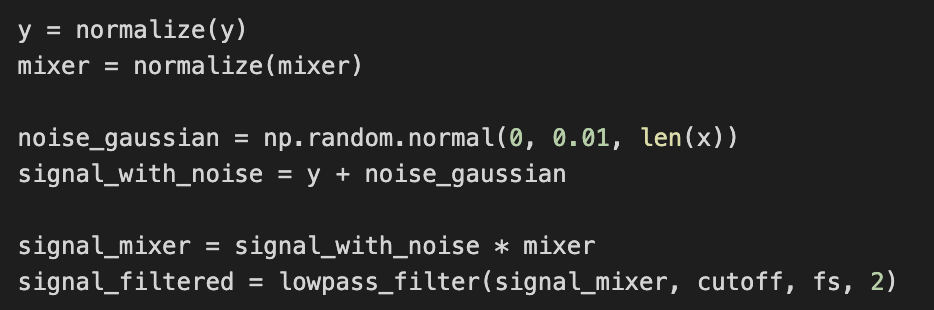 y = normalize(y)
mixer = normalize(mixer)
noise_gaussian = np.random.normal(0, 0.01, len(x))
signal_with_noise = y + noise_gaussian
signal_mixer = signal_with_noise * mixer
signal_filtered = lowpass_filter(signal_mixer, cutoff, fs, 2)